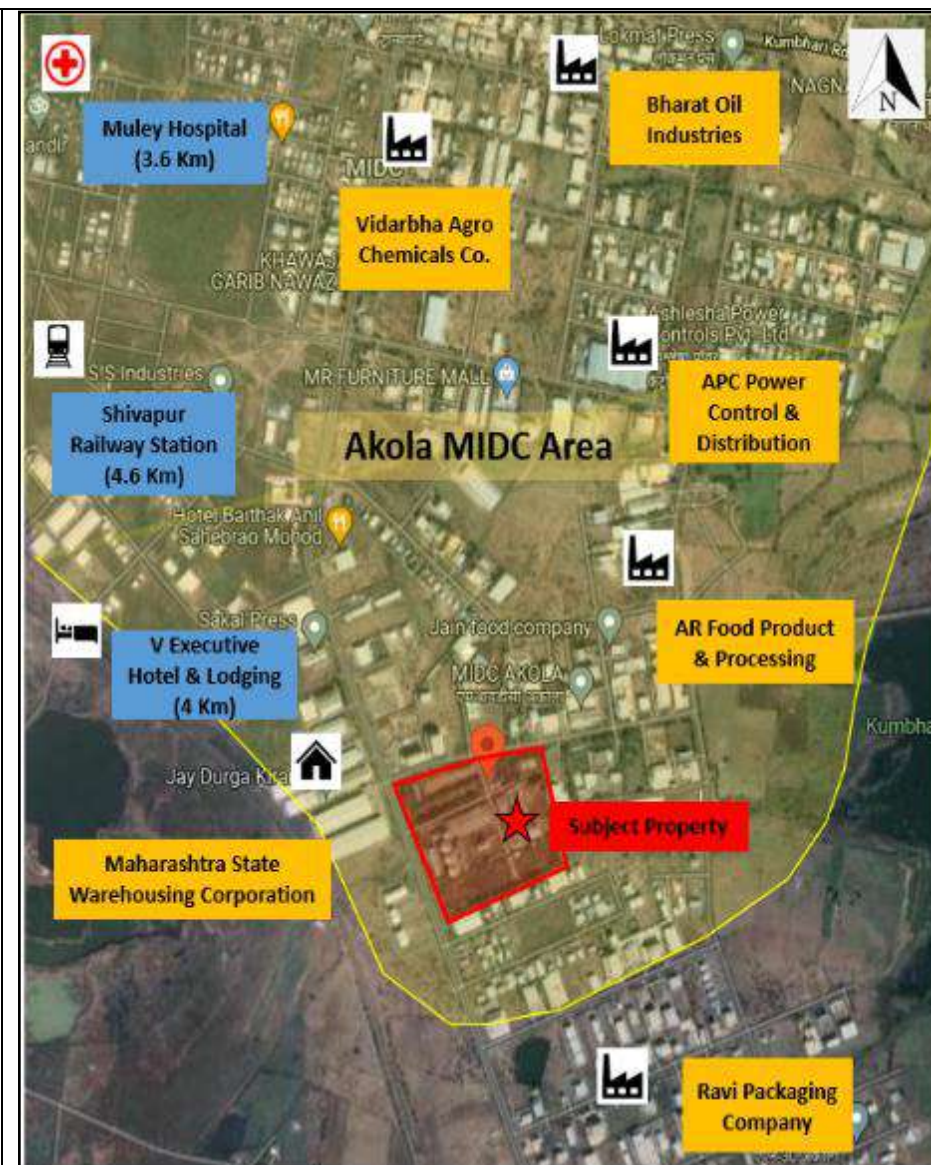 Lokmat Press
Kumbhari Ro
NAGN
N
Bharat Oil
Industries
Muley Hospital
(3.6 Km)
andir
MIDC
Vidarbha Agro
Chemicals Co.
KHAWAJ
GARIB NAWAZ
Ashlesha Power
Controls Pvt. Ltd
S S Industries
MR FURNITURE MALL
APC Power
Control &
Distribution
Shivapur
Railway Station
(4.6 Km)
Akola MIDC Area
Hotel Baithak Anil
Sahebrao Mohod
Sakal Press
Jain food company
AR Food Product
& Processing
V Executive
Hotel & Lodging
(4 Km)
MIDC AKOLA
Kumbha
Jay Durga Kira
Subject Property
Maharashtra State
Warehousing Corporation
Ravi Packaging
Company